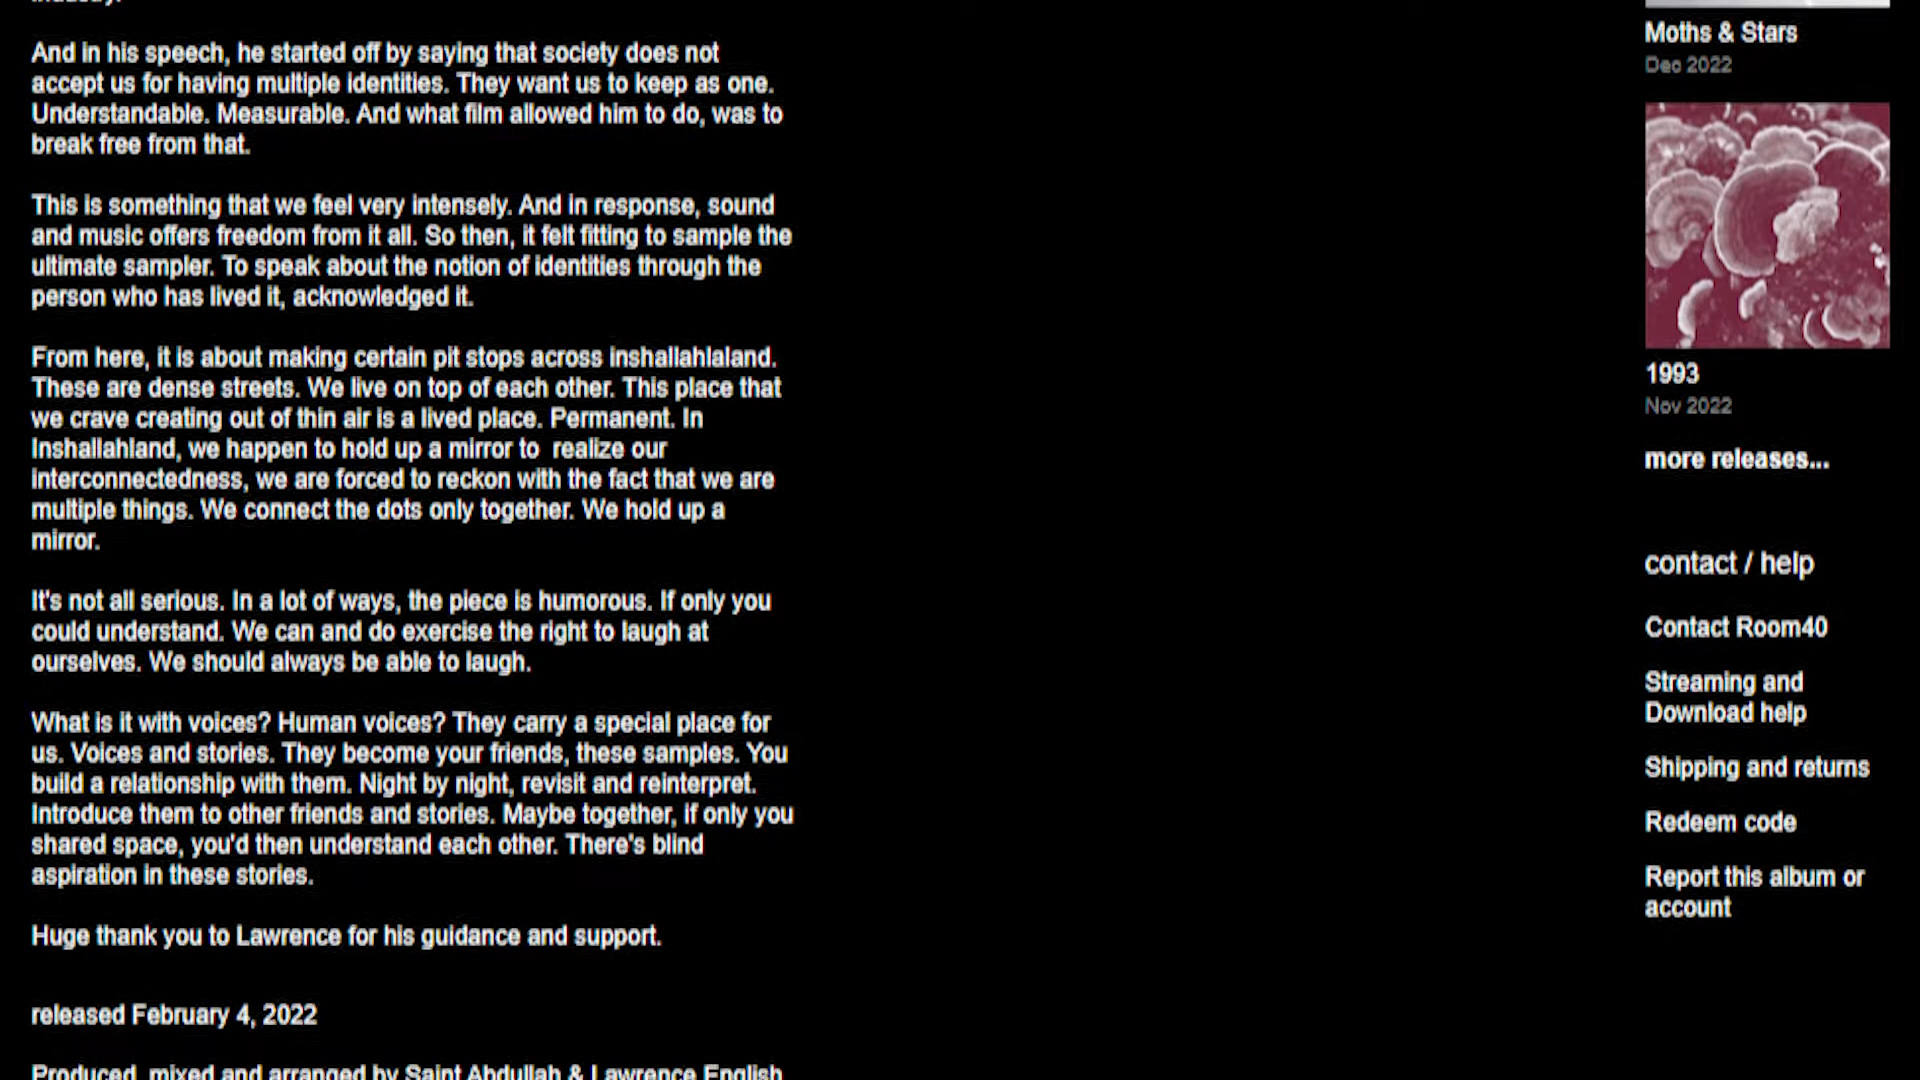 And in his speech, he started off by saying that society does not
accept us for having multiple identities. They want us to keep as one.
Understandable. Measurable. And what film allowed him to do, was to
break free from that.
This is something that we feel very intensely. And in response, sound
and music offers freedom from it all. So then, it felt fitting to sample the
ultimate sampler. To speak about the notion of identities through the
person who has lived it, acknowledged it.
From here, it is about making certain pit stops across inshallahlaland.
These are dense streets. We live on top of each other. This place that
we crave creating out of thin air is a lived place. Permanent. In
Inshallahland, we happen to hold up a mirror to  realize our
interconnectedness, we are forced to reckon with the fact that we are
multiple things. We connect the dots only together. We hold up a
mirror.
It's not all serious. In a lot of ways, the piece is humorous. If only you
could understand. We can and do exercise the right to laugh at
ourselves. We should always be able to laugh.
What is it with voices? Human voices? They carry a special place for
us. Voices and stories. They become your friends, these samples. You
build a relationship with them. Night by night, revisit and reinterpret.
Introduce them to other friends and stories. Maybe together, if only you
shared space, you'd then understand each other. There's blind
aspiration in these stories.
Huge thank you to Lawrence for his guidance and support.
released February 4, 2022
Produced, mixed and arranged by Saint Abdullah & Lawrence English
Moths & Stars
Dec 2022
1993
Nov 2022
more releases...
contact / help
Contact Room40
Streaming and
Download help
Shipping and returns
Redeem code
Report this album or
account